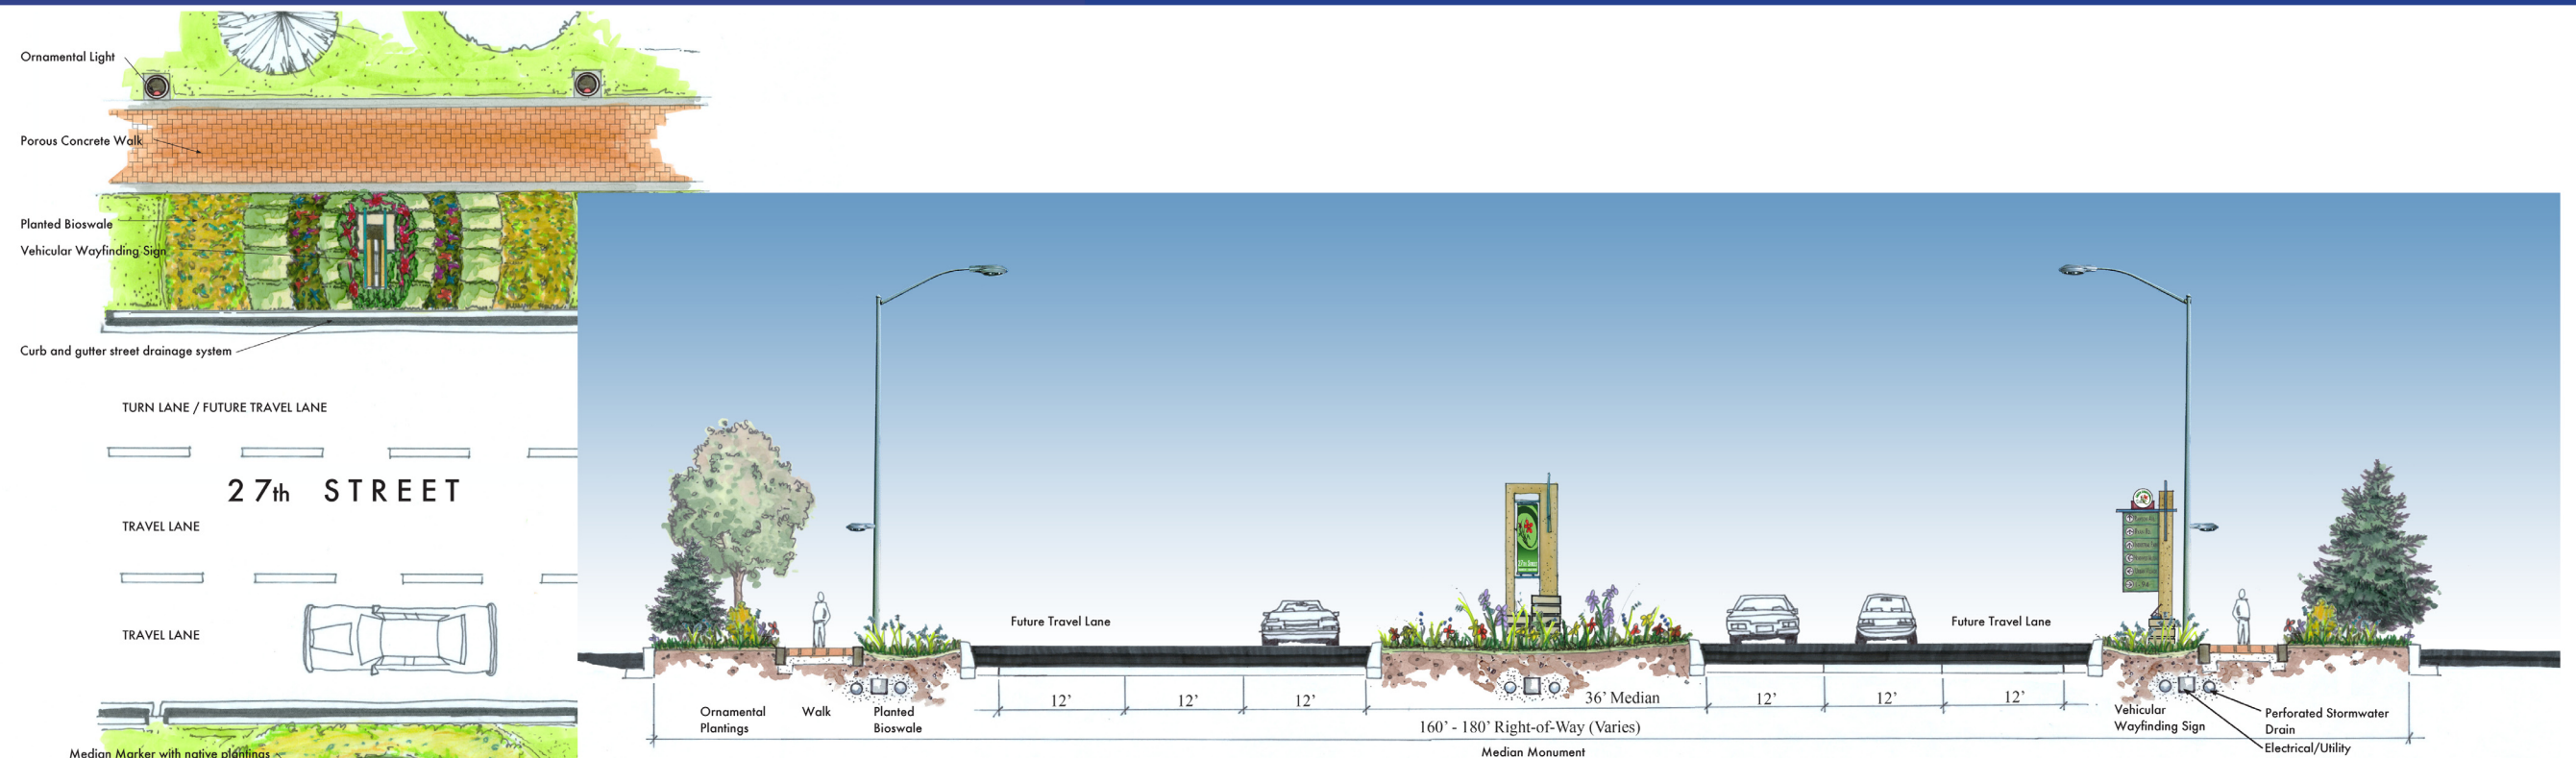 Ornamental Light
Porous Concrete Walk
Planted Bioswale
Vehicular Wayfinding Sign
Curb and gutter street drainage system
TURN LANE / FUTURE TRAVEL LANE
27th STREET
TRAVEL LANE
TRAVEL LANE
Median Marker with native plantings
Future Travel Lane
Future Travel Lane
12'
12'
12'
36' Median
12'
12'
12'
Ornamental
Plantings
Walk
Planted
Bioswale
160' - 180' Right-of-Way (Varies)
Median Monument
Vehicular
Wayfinding Sign
Perforated Stormwater
Drain
Electrical/Utility